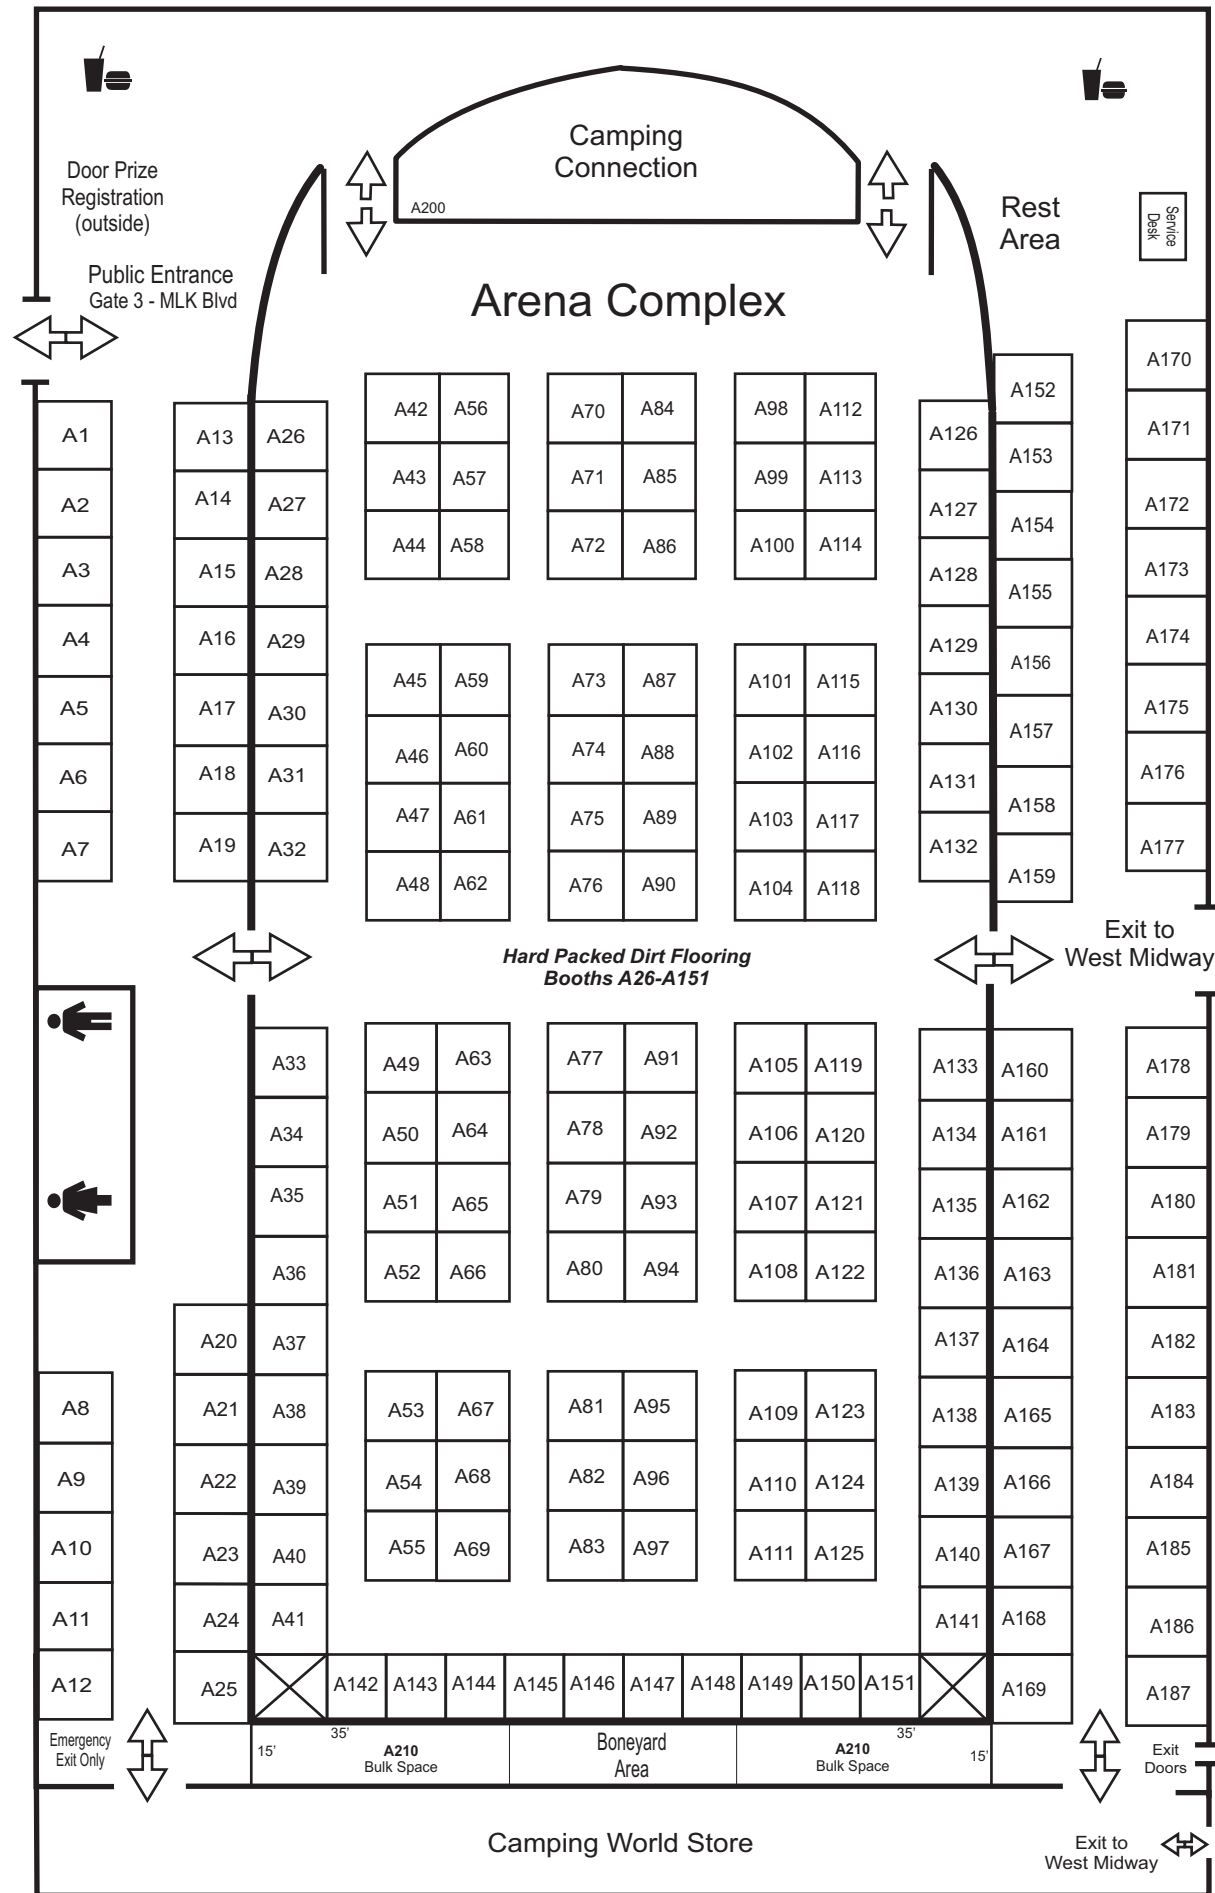 Camping
Connection
A200
Door Prize
Registration
(outside)
Rest
Area
Service
Desk
Public Entrance
Gate 3 - MLK Blvd
Arena Complex
A1
A2
A3
A4
A5
A6
A7
A13
A14
A15
A16
A17
A18
A19
A26
A27
A28
A29
A30
A31
A32
A42 A56
A43 A57
A44 A58
A70 A84
A71 A85
A72 A86
A98 A112
A99 A113
A100 A114
A45 A59
A46 A60
A47 A61
A48 A62
A73 A87
A74 A88
A75 A89
A76 A90
A101 A115
A102 A116
A103 A117
A104 A118
A126
A127
A128
A129
A130
A131
A132
A152
A153
A154
A155
A156
A157
A158
A159
A170
A171
A172
A173
A174
A175
A176
A177
Hard Packed Dirt Flooring
Booths A26-A151
Exit to
West Midway
A33
A34
A35
A36
A37
A38
A39
A40
A41
A20
A21
A22
A23
A24
A25
A8
A9
A10
A11
A12
A49 A63
A50 A64
A51 A65
A52 A66
A77 A91
A78 A92
A79 A93
A80 A94
A105 A119
A106 A120
A107 A121
A108 A122
A53 A67
A54 A68
A55 A69
A81 A95
A82 A96
A83 A97
A109 A123
A110 A124
A111 A125
A133
A134
A135
A136
A137
A138
A139
A140
A141
A160
A161
A162
A163
A164
A165
A166
A167
A168
A169
A178
A179
A180
A181
A182
A183
A184
A185
A186
A187
A142 A143 A144 A145 A146 A147 A148 A149 A150 A151
Emergency
Exit Only
15'
35'
A210
Bulk Space
Boneyard
Area
35'
A210
Bulk Space
15'
Exit
Doors
Camping World Store
Exit to
West Midway